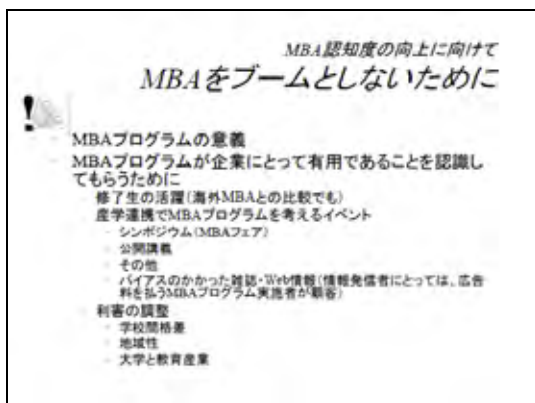 MBA認知度の向上に向けて
MBAをブームとしないために
MBAプログラムの意義
MBAプログラムが企業にとって有用であることを認識し
てもらうために
修了生の活躍(海外MBAとの比較でも)
産学連携でMBAプログラムを考えるイベント
シンポジウム(MBAフェア)
公開講義
その他
バイアスのかかった雑誌・Web情報(情報発信者にとっては、広告
料を払うMBAプログラム実施者が顧客)
利害の調整
学校間格差
地域性
大学と教育産業